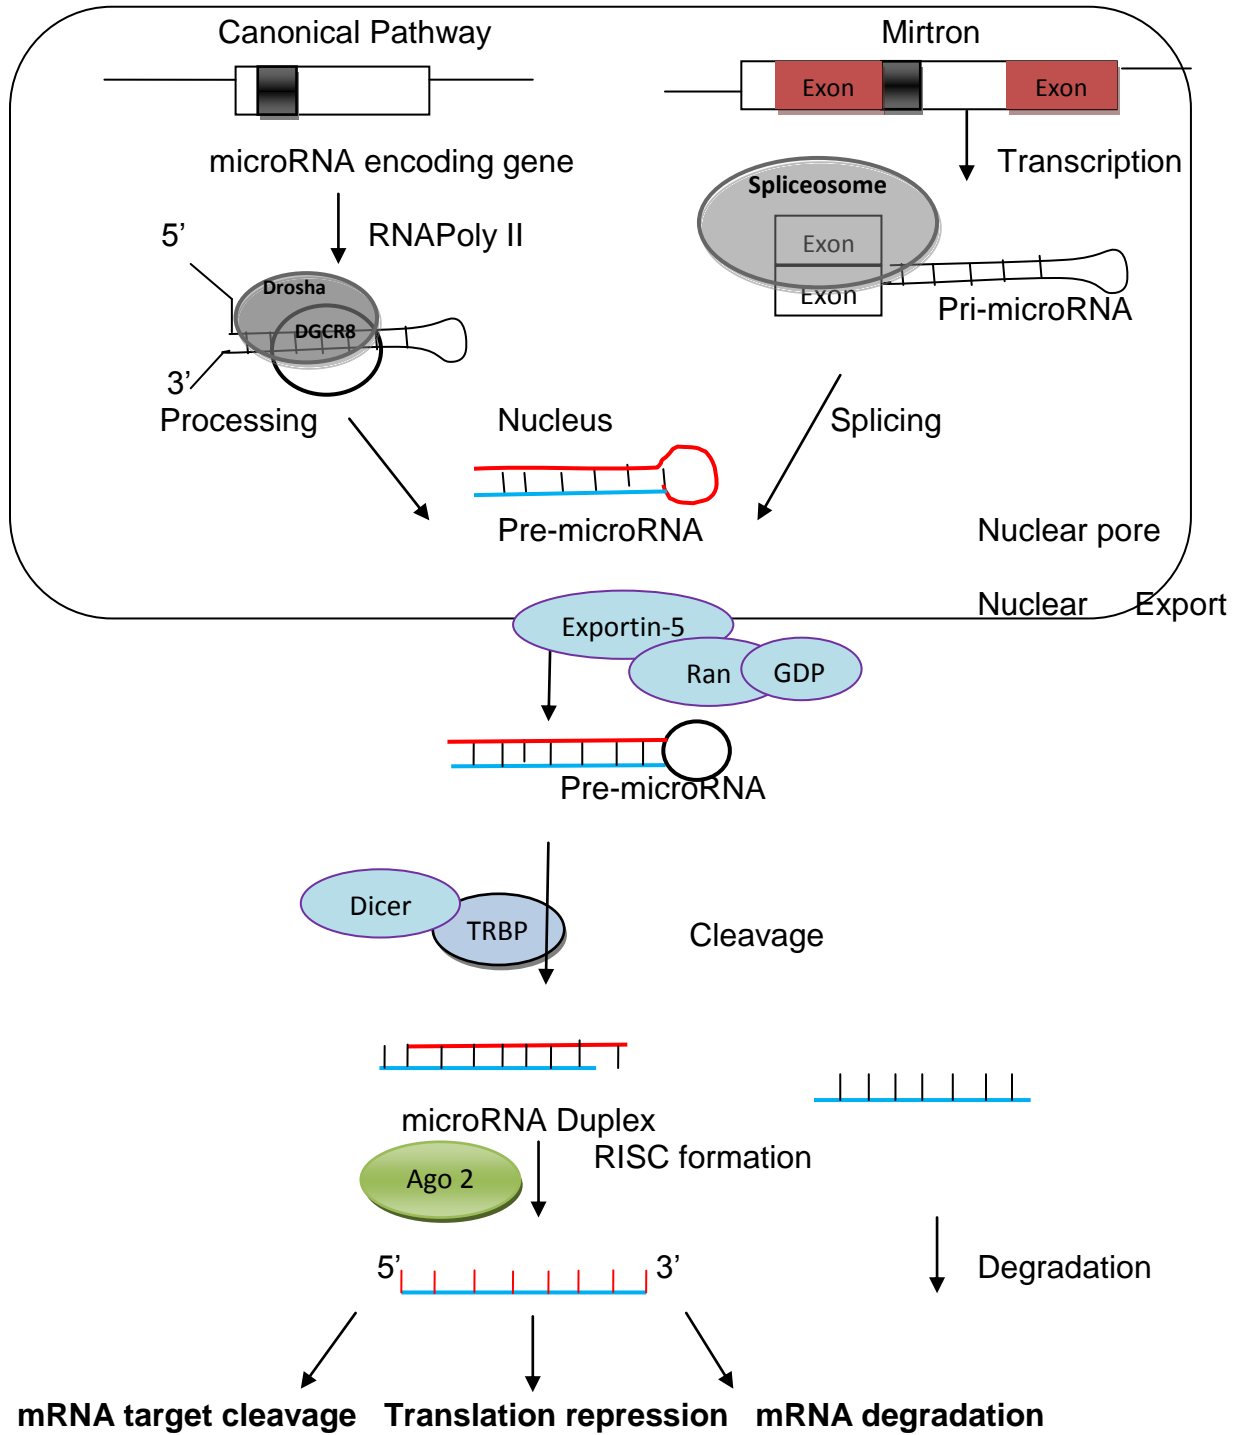 Canonical Pathway
Mirtron
Exon
Exon
microRNA encoding gene
Transcription
Spliceosome
RNAPoly II
5’
Exon
Drosha
Exon
Pri-microRNA
DGCR8
3’
Processing
Nucleus
Splicing
Pre-microRNA
Nuclear pore
Nuclear Export
Exportin-5
Ran
GDP
Pre-microRNA
Dicer
TRBP
Cleavage
microRNA Duplex
RISC formation
Ago 2
5’
3’
Degradation
mRNA target cleavage
Translation repression
mRNA degradation